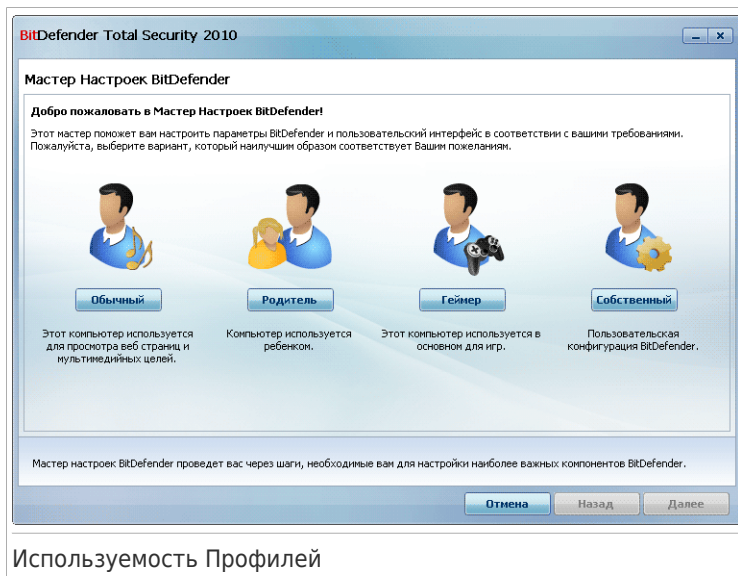 BitDefender Total Security 2010
Мастер Настроек BitDefender
Добро пожаловать в Мастер Настроек BitDefender!
Этот мастер поможет вам настроить параметры BitDefender и пользовательский интерфейс в соответствии с вашими требованиями.
Пожалуйста, выберите вариант, который наилучшим образом соответствует Вашим пожеланиям.
Обычный
Этот компьютер используется
для просмотра веб страниц и
мультимедийных целей.
Родитель
Компьютер используется
ребенком.
Геймер
Этот компьютер используется в
основном для игр.
Собственный
Пользовательская
конфигурация BitDefender.
Мастер настроек BitDefender проведет вас через шаги, необходимые вам для настройки наиболее важных компонентов BitDefender.
Отмена
Назад
Далее
Используемость Профилей